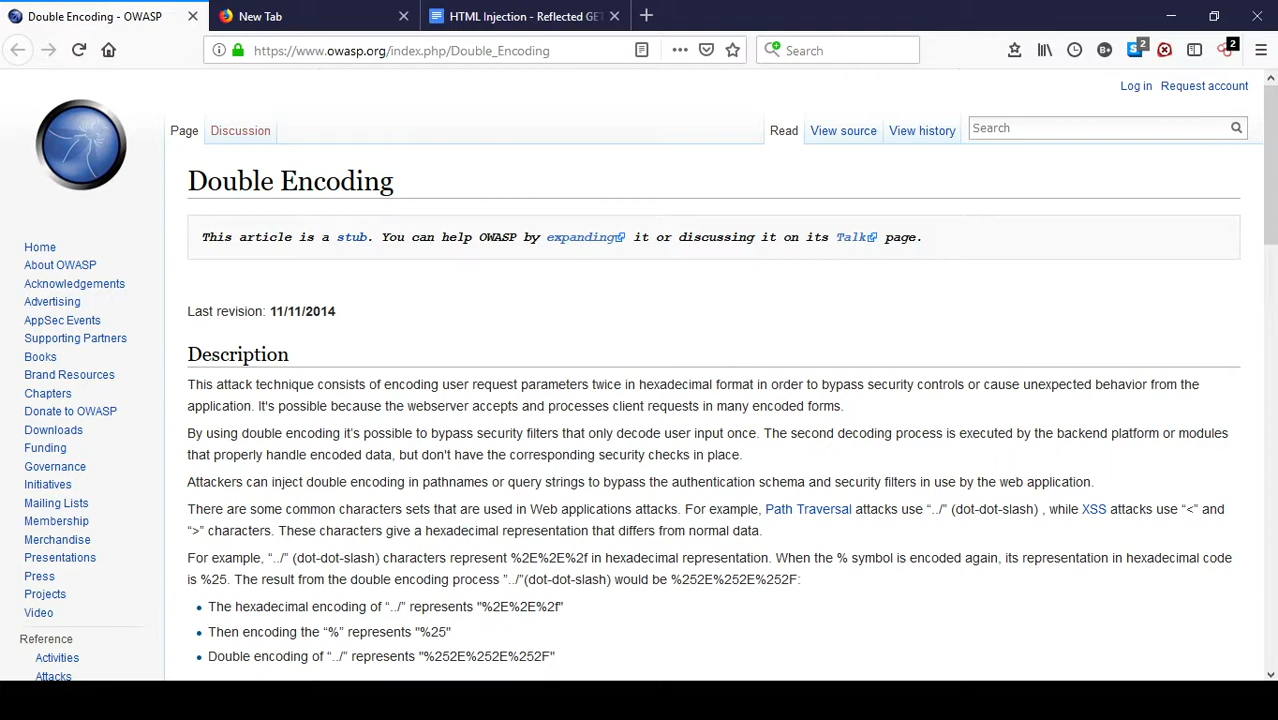 Double Encoding - OWASP
New Tab
HTML Injection - Reflected GET
https://www.owasp.org/index.php/Double_Encoding
Search
2
2
Log in Request account
Page Discussion Read View source View history Search
Double Encoding
This article is a stub. You can help OWASP by expanding it or discussing it on its Talk page.
Last revision: 11/11/2014
Description
This attack technique consists of encoding user request parameters twice in hexadecimal format in order to bypass security controls or cause unexpected behavior from the
application. It's possible because the webserver accepts and processes client requests in many encoded forms.
By using double encoding it’s possible to bypass security filters that only decode user input once. The second decoding process is executed by the backend platform or modules
that properly handle encoded data, but don't have the corresponding security checks in place.
Attackers can inject double encoding in pathnames or query strings to bypass the authentication schema and security filters in use by the web application.
There are some common characters sets that are used in Web applications attacks. For example, Path Traversal attacks use “../” (dot-dot-slash) , while XSS attacks use “<” and
“>” characters. These characters give a hexadecimal representation that differs from normal data.
For example, “../” (dot-dot-slash) characters represent %2E%2E%2f in hexadecimal representation. When the % symbol is encoded again, its representation in hexadecimal code
is %25. The result from the double encoding process ”../”(dot-dot-slash) would be %252E%252E%252F:
The hexadecimal encoding of “../” represents "%2E%2E%2f"
Then encoding the “%” represents "%25"
Double encoding of “../” represents "%252E%252E%252F"
Home
About OWASP
Acknowledgements
Advertising
AppSec Events
Supporting Partners
Books
Brand Resources
Chapters
Donate to OWASP
Downloads
Funding
Governance
Initiatives
Mailing Lists
Membership
Merchandise
Presentations
Press
Projects
Video
Reference
Activities
Attacks